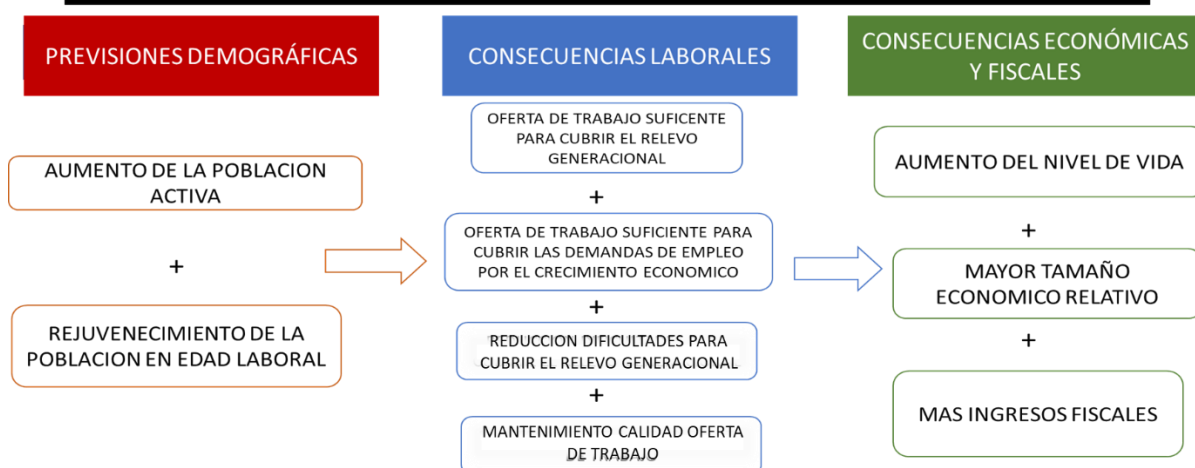 PREVISIONES DEMOGRÁFICAS
AUMENTO DE LA POBLACION
ACTIVA
+
REJUVENECIMIENTO DE LA
POBLACION EN EDAD LABORAL
CONSECUENCIAS LABORALES
OFERTA DE TRABAJO SUFICENTE
PARA CUBRIR EL RELEVO
GENERACIONAL
+
OFERTA DE TRABAJO SUFICIENTE PARA
CUBRIR LAS DEMANDAS DE EMPLEO
POR EL CRECIMIENTO ECONOMICO
+
REDUCCION DIFICULTADES PARA
CUBRIR EL RELEVO GENERACIONAL
+
MANTENIMIENTO CALIDAD OFERTA
DE TRABAJO
CONSECUENCIAS ECONÓMICAS
Y FISCALES
AUMENTO DEL NIVEL DE VIDA
+
MAYOR TAMAÑO
ECONOMICO RELATIVO
+
MAS INGRESOS FISCALES